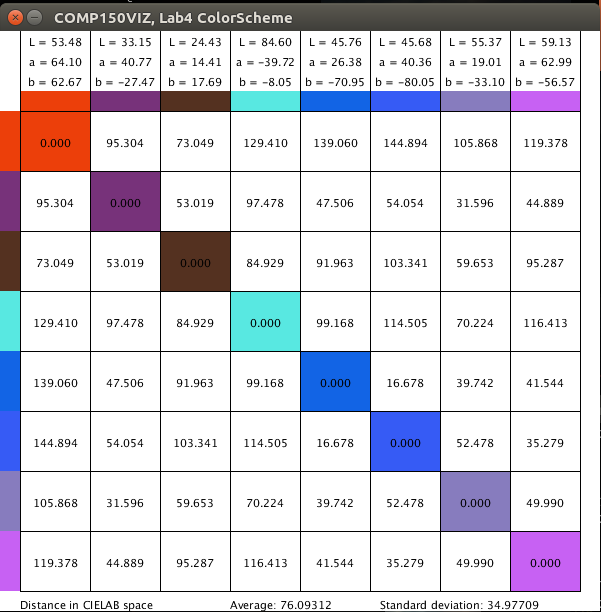 COMP150VIZ, Lab4 ColorScheme
L = 53.48 L = 33.15 L = 24.43 L = 84.60 L = 45.76 L = 45.68 L = 55.37 L = 59.13
a = 64.10 a = 40.77 a = 14.41 a = −39.72 a = 26.38 a = 40.36 a = 19.01 a = 62.99
b = 62.67 b = −27.47 b = 17.69 b = −8.05 b = −70.95 b = −80.05 b = −33.10 b = −56.57
0.000 95.304 73.049 129.410 139.060 144.894 105.868 119.378
95.304 0.000 53.019 97.478 47.506 54.054 31.596 44.889
73.049 53.019 0.000 84.929 91.963 103.341 59.653 95.287
129.410 97.478 84.929 0.000 99.168 114.505 70.224 116.413
139.060 47.506 91.963 99.168 0.000 16.678 39.742 41.544
144.894 54.054 103.341 114.505 16.678 0.000 52.478 35.279
105.868 31.596 59.653 70.224 39.742 52.478 0.000 49.990
119.378 44.889 95.287 116.413 41.544 35.279 49.990 0.000
Distance in CIELAB space Average: 76.09312 Standard deviation: 34.97709